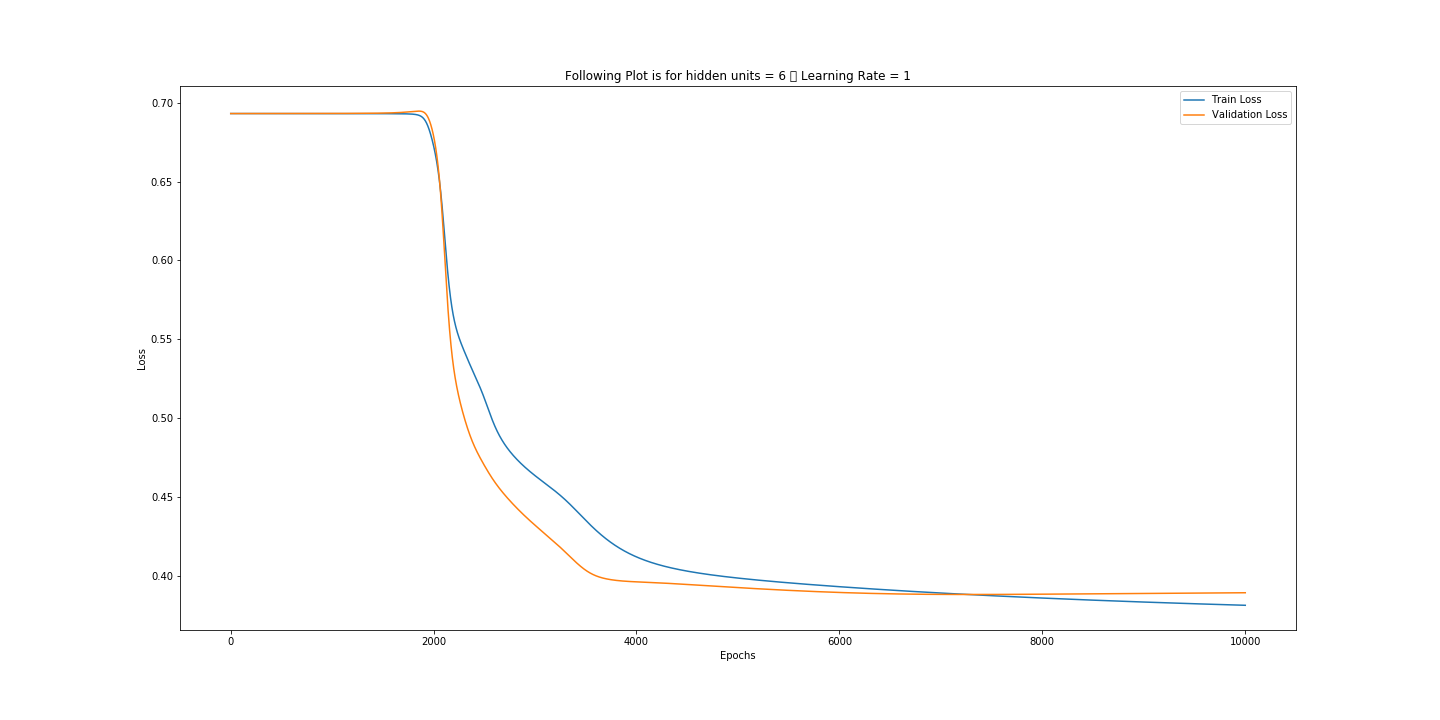 Following Plot is for hidden units = 6 ▯ Learning Rate = 1
Train Loss
Validation Loss
0.70
0.65
0.60
0.55
0.50
0.45
0.40
Loss
0
2000
4000
6000
8000
10000
Epochs